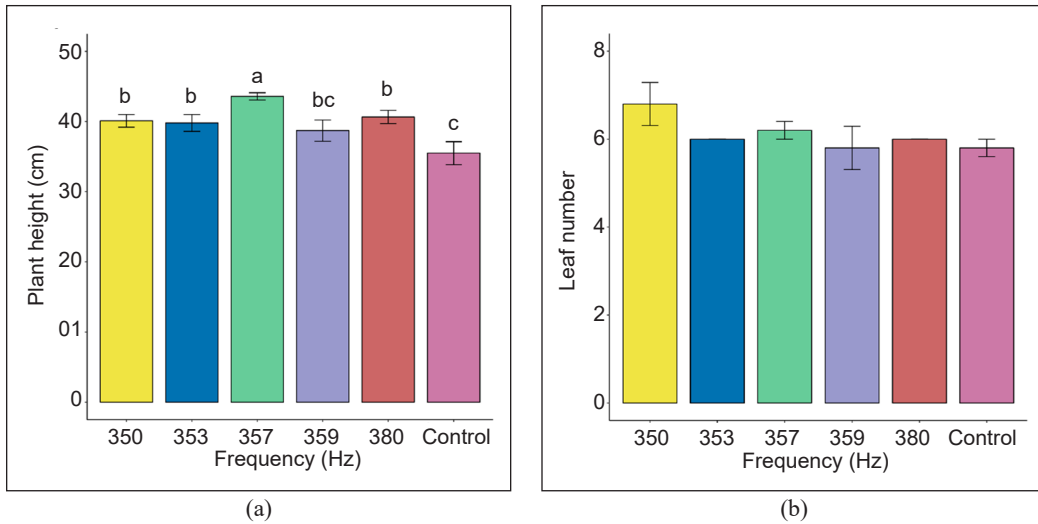 50
40
30
20
01
0
Plant height (cm)
b
b
a
bc
b
c
350 353 357 359 380 Control
Frequency (Hz)
(a)
8
6
4
2
0
Leaf number
350 353 357 359 380 Control
Frequency (Hz)
(b)